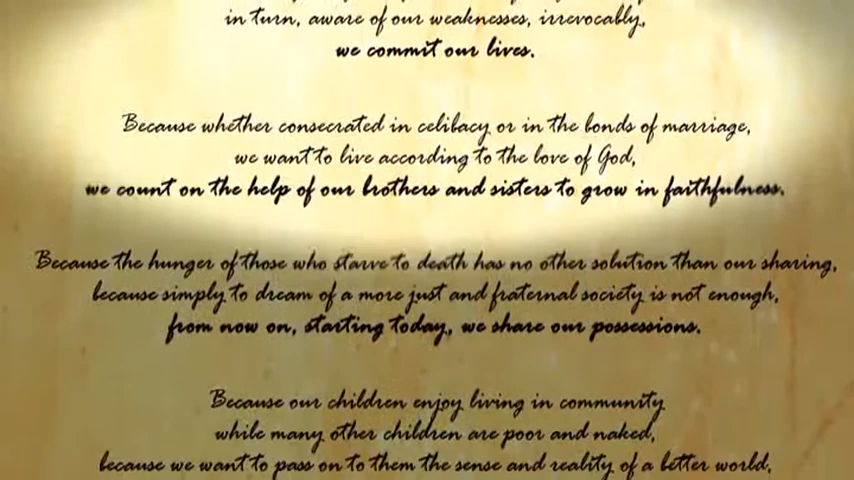 in turn, aware of our weaknesses, irrevocably,
we commit our lives.
Because whether consecrated in celibacy or in the bonds of marriage,
we want to live according to the love of God,
we count on the help of our brothers and sisters to grow in faithfulness.
Because the hunger of those who starve to death has no other solution than our sharing,
because simply to dream of a more just and fraternal society is not enough,
from now on, starting today, we share our possessions.
Because our children enjoy living in community
while many other children are poor and naked,
because we want to pass on to them the sense and reality of a better world,